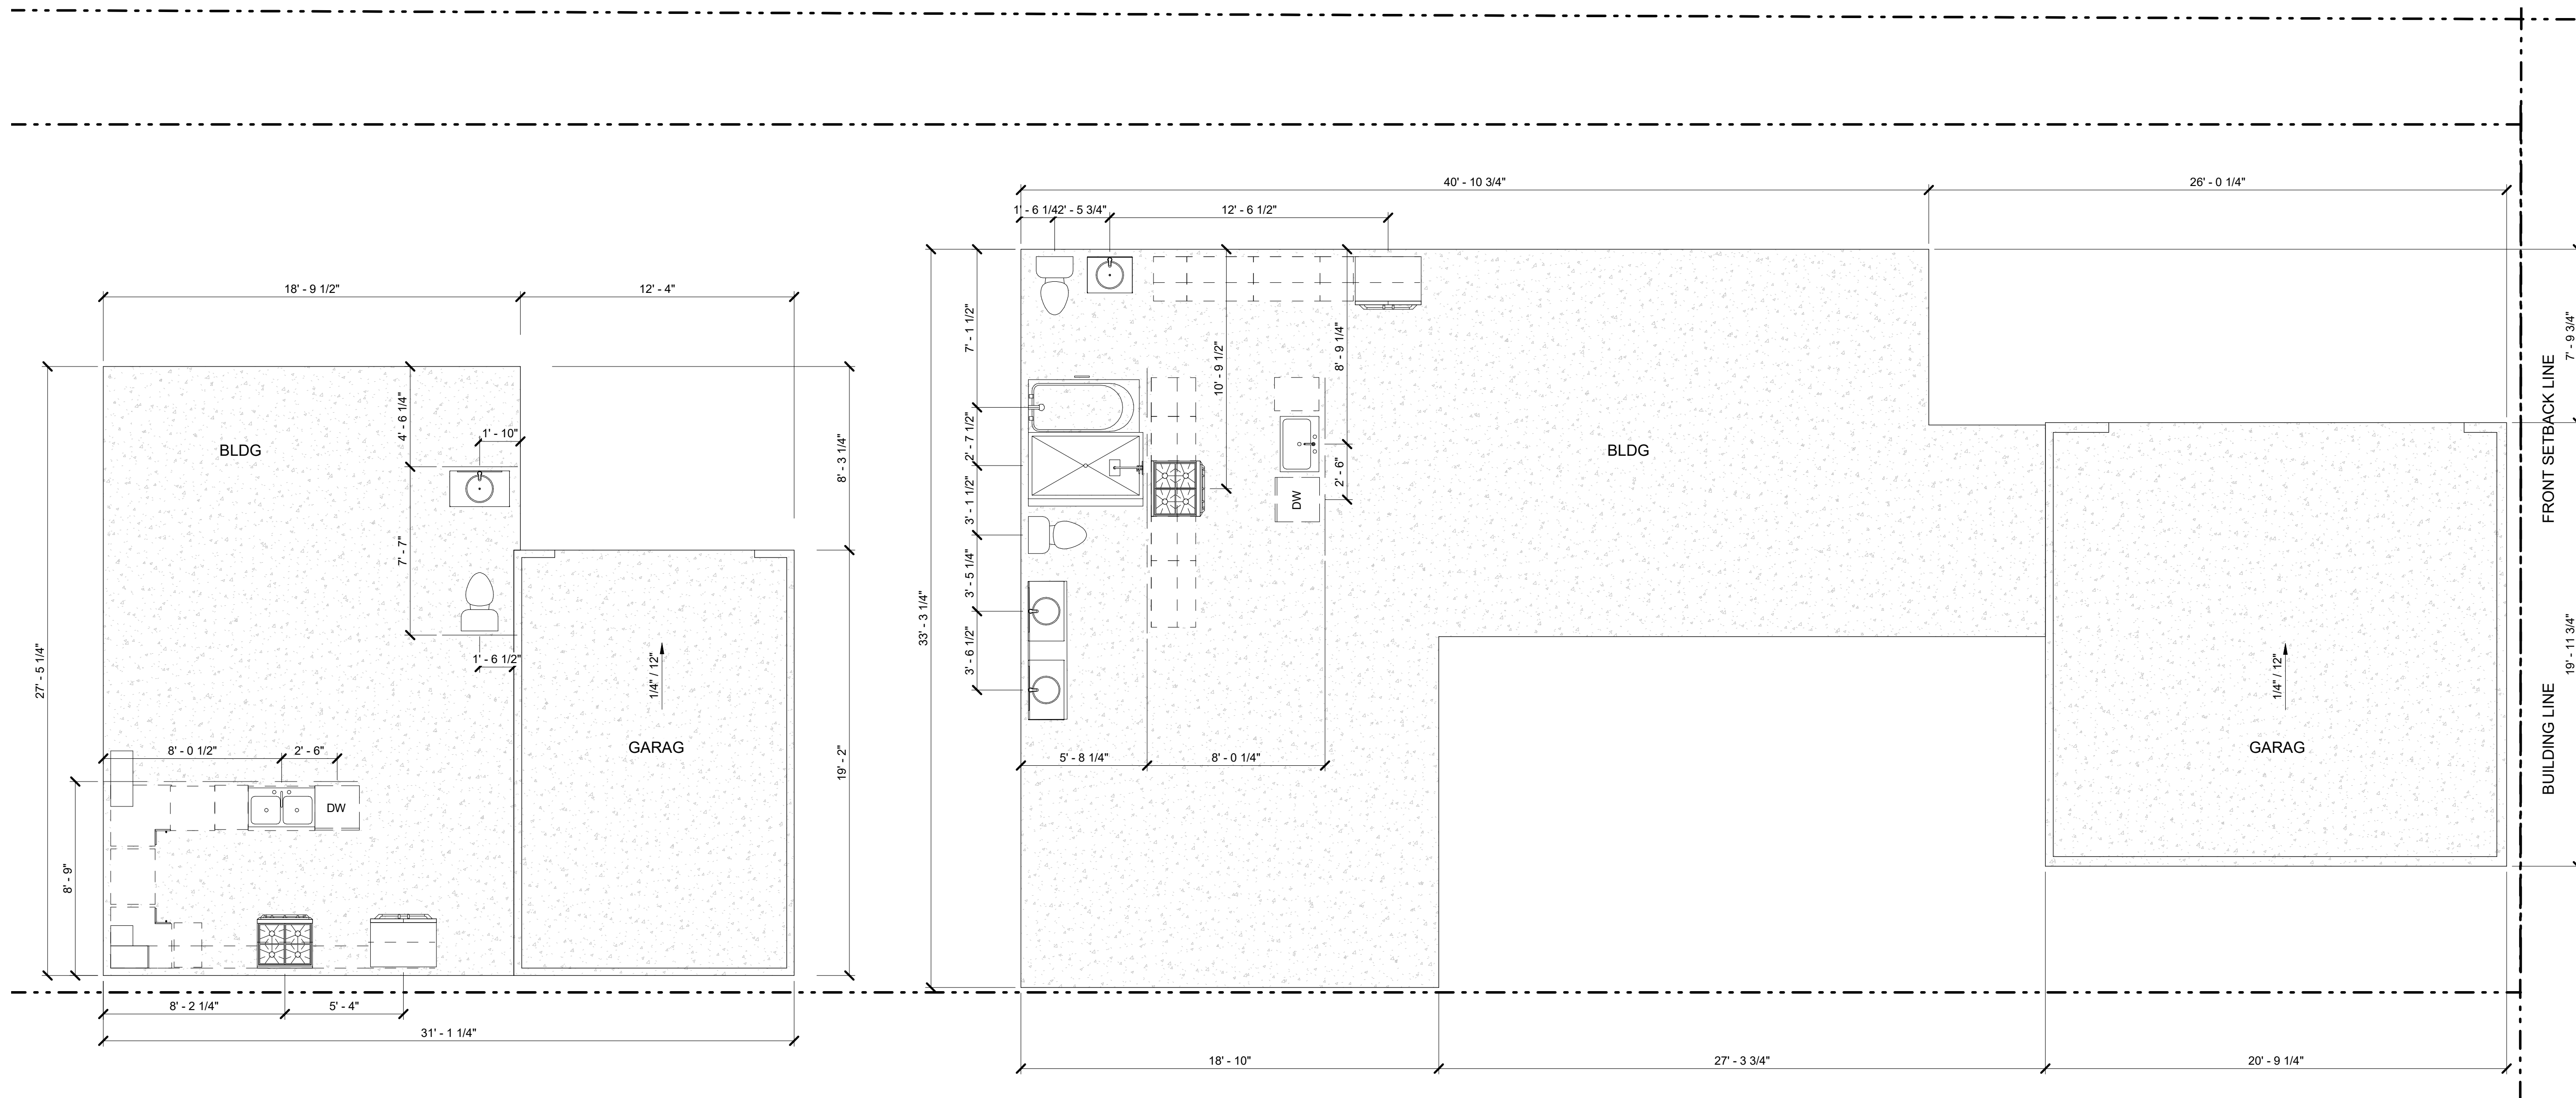 40' - 10 3/4"
26' - 0 1/4"
1' - 6 1/4
2' - 5 3/4"
12' - 6 1/2"
18' - 9 1/2"
12' - 4"
7' - 1 1/2"
10' - 9 1/2"
8' - 9 1/4"
7' - 9 3/4"
FRONT SETBACK LINE
4' - 6 1/4"
1' - 10"
BLDG
8' - 3 1/4"
2' - 7 1/2"
2' - 6"
DW
BLDG
3' - 1 1/2"
7' - 7"
3' - 5 1/4"
33' - 3 1/4"
27' - 5 1/4"
1' - 6 1/2"
1/4" / 12"
3' - 6 1/2"
1/4" / 12"
19' - 11 3/4"
BUILDING LINE
GARAG
GARAG
8' - 0 1/2"
2' - 6"
19' - 2"
5' - 8 1/4"
8' - 0 1/4"
DW
8' - 9"
8' - 2 1/4"
5' - 4"
31' - 1 1/4"
18' - 10"
27' - 3 3/4"
20' - 9 1/4"